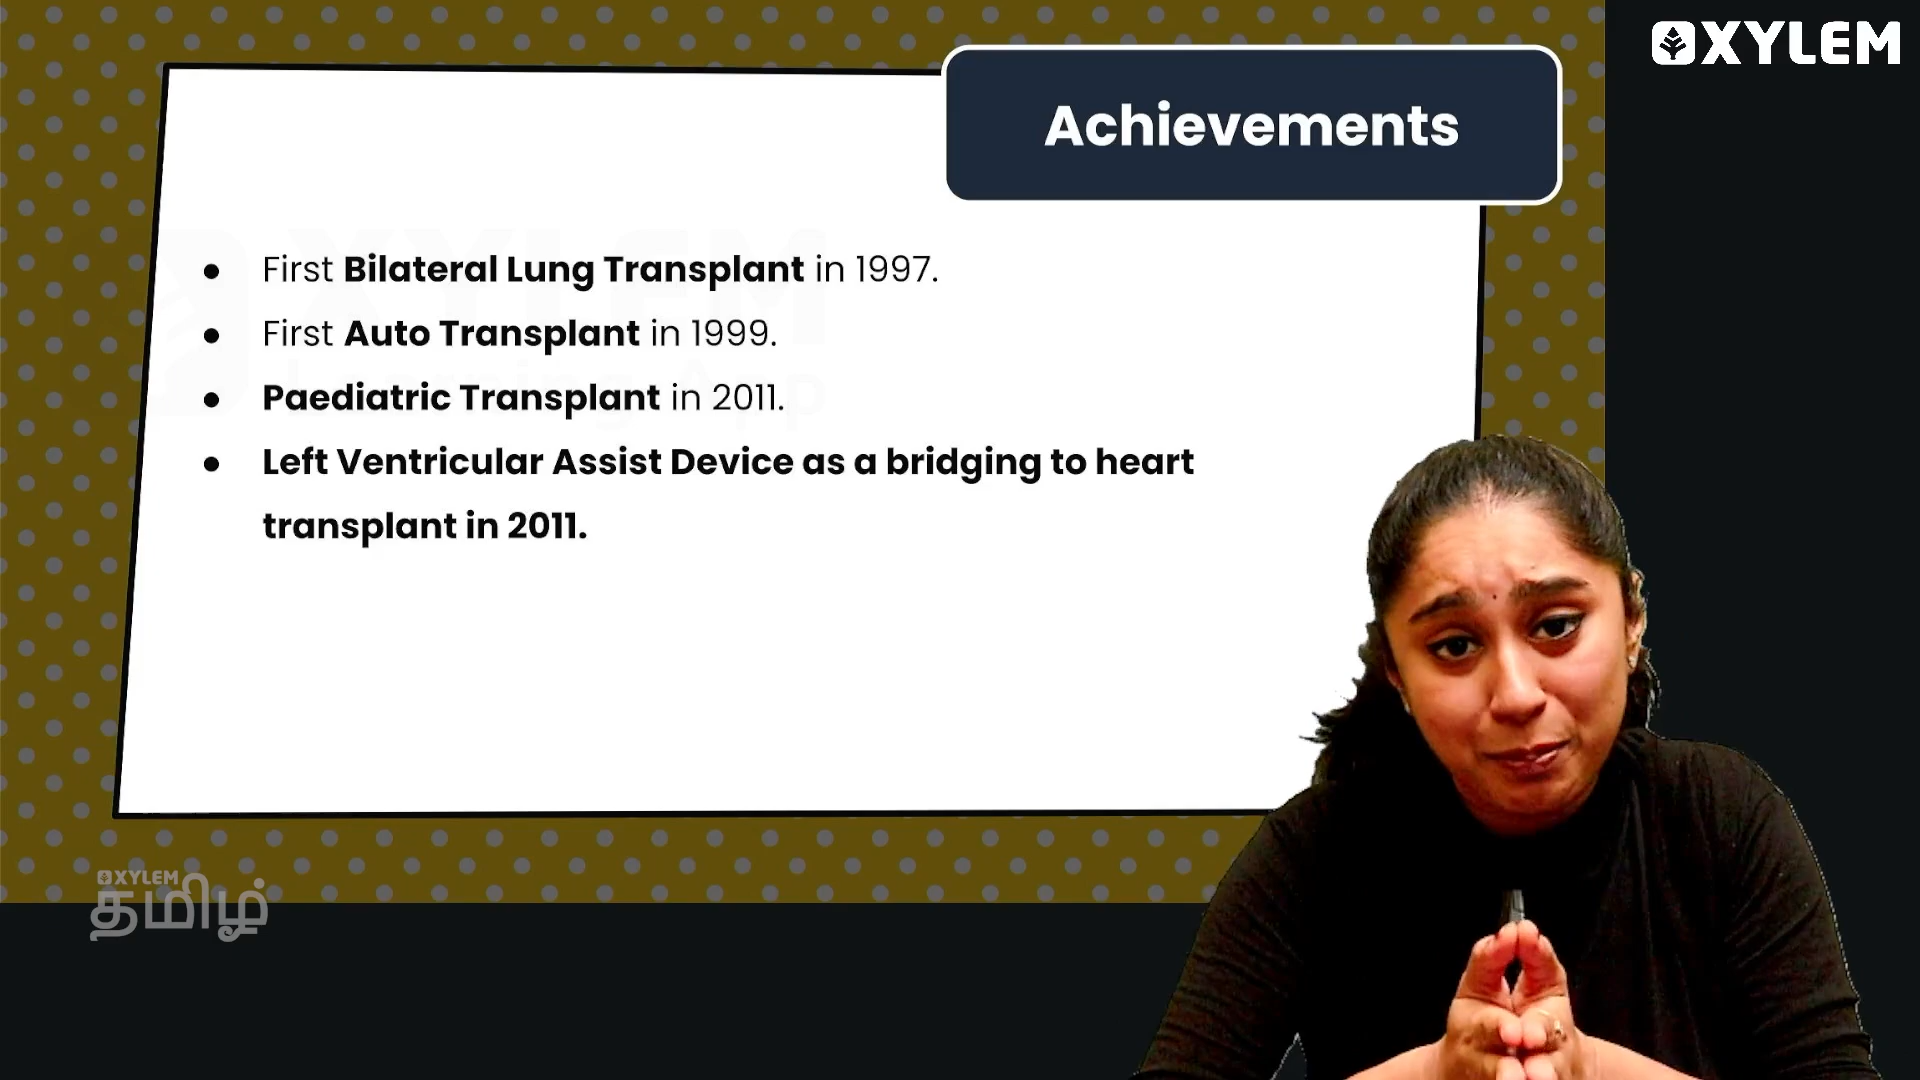 XYLEM
Achievements
● First Bilateral Lung Transplant in 1997.
● First Auto Transplant in 1999.
● Paediatric Transplant in 2011.
● Left Ventricular Assist Device as a bridging to heart
transplant in 2011.
XYLEM
தமிழ்